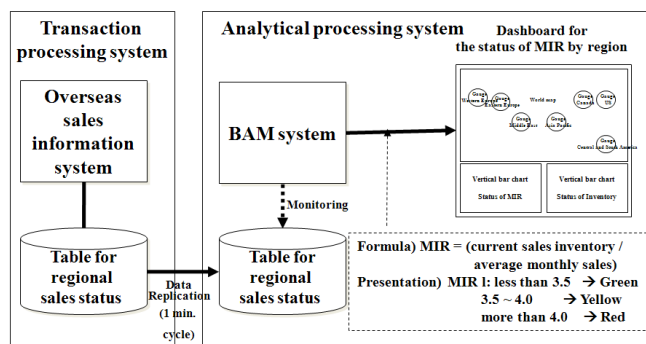 Transaction
processing system
Analytical processing system
Dashboard for
the status of MIR by region
Overseas
sales
information
system
BAM system
Monitoring
Gauge
Western Europe
Gauge
Eastern Europe
World map
Gauge
Canada
Gauge
US
Gauge
Middle East
Gauge
Asia Pacific
Gauge
Central and South America
Vertical bar chart
Status of MIR
Vertical bar chart
Status of Inventory
Table for
regional
sales status
Data
Replication
(1 min.
cycle)
Table for
regional
sales status
Formula) MIR = (current sales inventory /
average monthly sales)
Presentation) MIR l: less than 3.5 → Green
3.5 ~ 4.0 → Yellow
more than 4.0 → Red